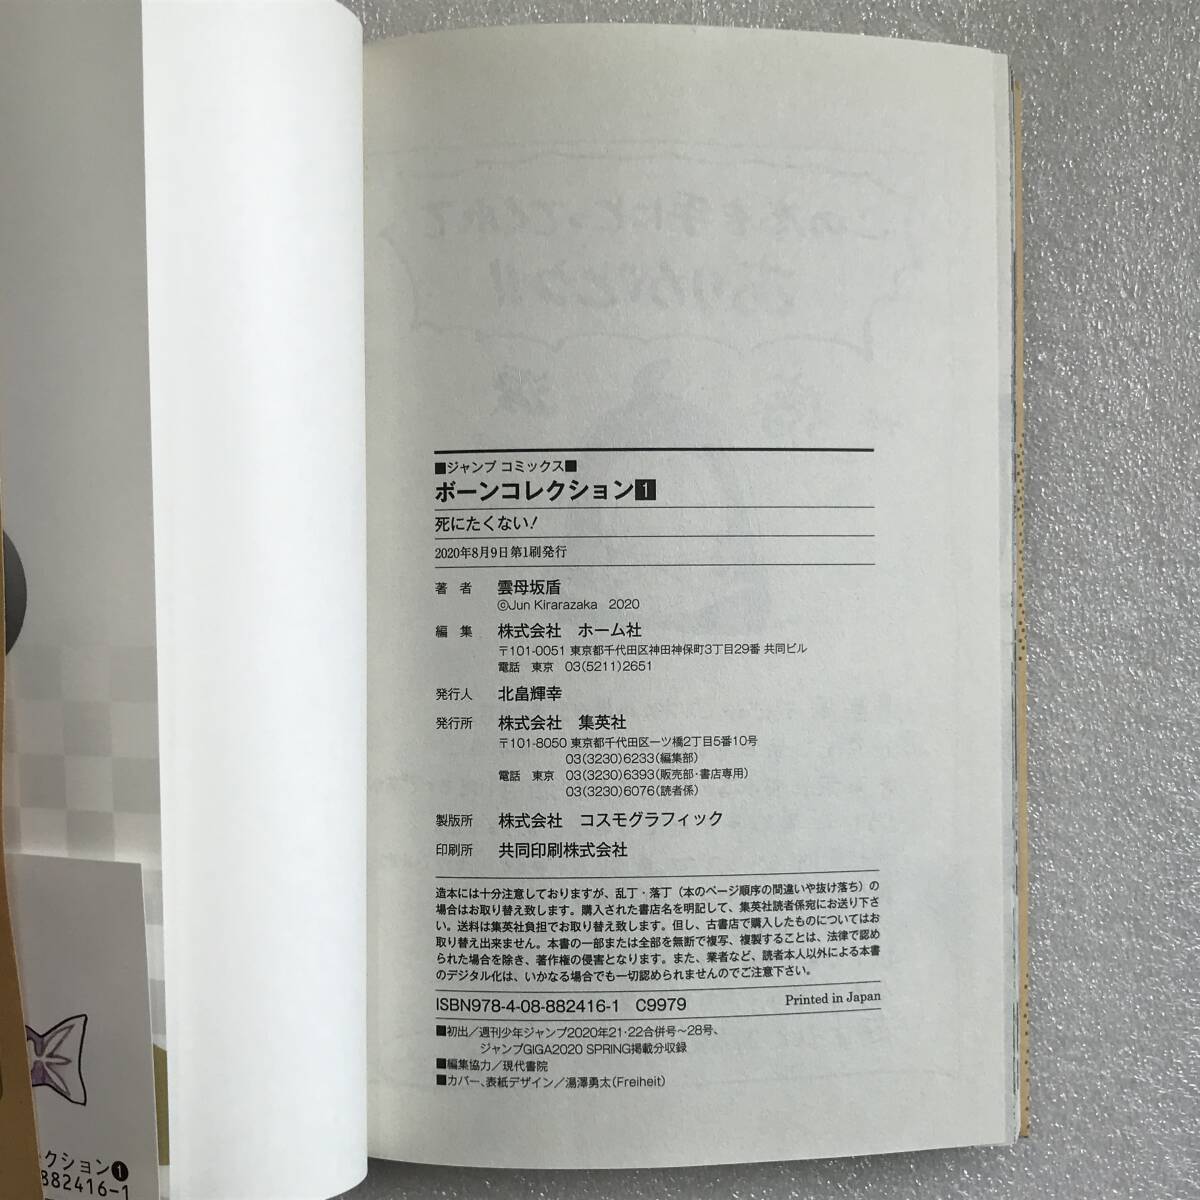 ■ジャンプ コミックス■
ボーンコレクション1
死にたくない!
2020年8月9日第1刷発行
著 者 雲母坂盾
©Jun Kirarazaka 2020
編 集 株式会社 ホーム社
〒101-0051 東京都千代田区神田神保町3丁目29番 共同ビル
電話 東京 03(5211)2651
発行人 北畠輝幸
発行所 株式会社 集英社
〒101-8050 東京都千代田区一ツ橋2丁目5番10号
03(3230)6233(編集部)
電話 東京 03(3230)6393(販売部・書店専用)
03(3230)6076(読者係)
製版所 株式会社 コスモグラフィック
印刷所 共同印刷株式会社
造本には十分注意しておりますが、乱丁・落丁（本のページ順序の間違いや抜け落ち）の
場合はお取り替え致します。購入された書店名を明記して、集英社読者係宛にお送り下さ
い。送料は集英社負担でお取り替え致します。但し、古書店で購入したものについてはお
取り替え出来ません。本書の一部または全部を無断で複写、複製することは、法律で認め
られた場合を除き、著作権の侵害となります。また、業者など、読者本人以外による本書
のデジタル化は、いかなる場合でも一切認められませんのでご注意下さい。
ISBN978-4-08-882416-1 C9979 Printed in Japan
■初出／週刊少年ジャンプ2020年21・22合併号〜28号、
ジャンプGIGA2020 SPRING掲載分収録
■編集協力／現代書院
■カバー、表紙デザイン／湯澤勇太(Freiheit)
クション1
882416-1